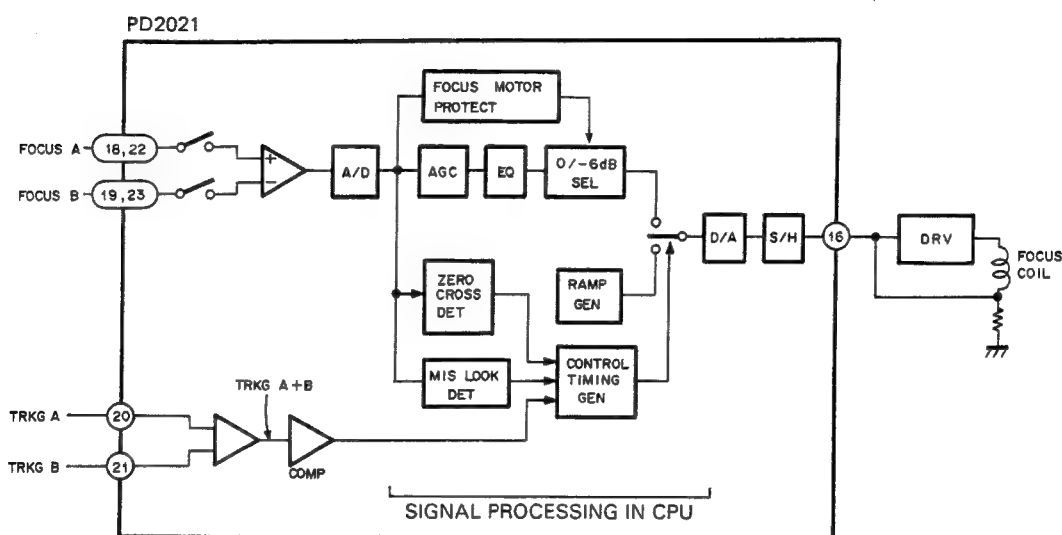 PD2021
FOCUS MOTOR
PROTECT
FOCUS A
18,22
FOCUS B
19,23
+
−
A/D
AGC
EQ
0/-6dB
SEL
ZERO
CROSS
DET
RAMP
GEN
D/A
S/H
16
DRV
FOCUS
COIL
MIS LOOK
DET
CONTROL
TIMING
GEN
TRKG A
20
TRKG B
21
TRKG A+B
COMP
SIGNAL PROCESSING IN CPU